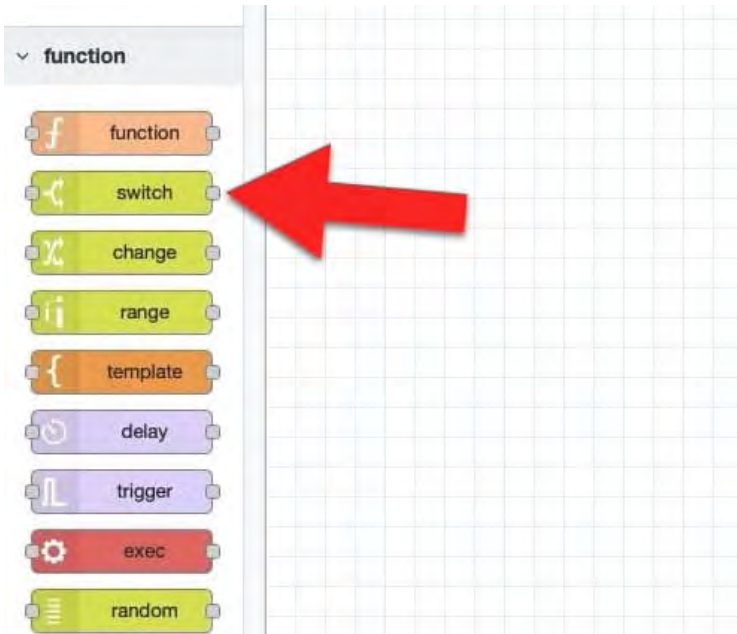 function
function
switch
change
range
template
delay
trigger
exec
random